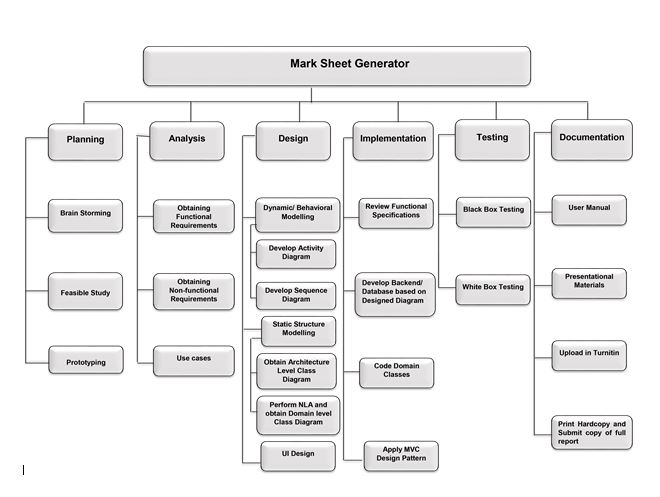 Mark Sheet Generator
Planning
Analysis
Design
Implementation
Testing
Documentation
Brain Storming
Feasible Study
Prototyping
Obtaining
Functional
Requirements
Obtaining
Non-functional
Requirements
Use cases
Dynamic/ Behavioral
Modelling
Develop Activity
Diagram
Develop Sequence
Diagram
Static Structure
Modelling
Obtain Architecture
Level Class
Diagram
Perform NLA and
obtain Domain level
Class Diagram
UI Design
Review Functional
Specifications
Develop Backend/
Database based on
Designed Diagram
Code Domain
Classes
Apply MVC
Design Pattern
Black Box Testing
White Box Testing
User Manual
Presentational
Materials
Upload in Turnitin
Print Hardcopy and
Submit copy of full
report